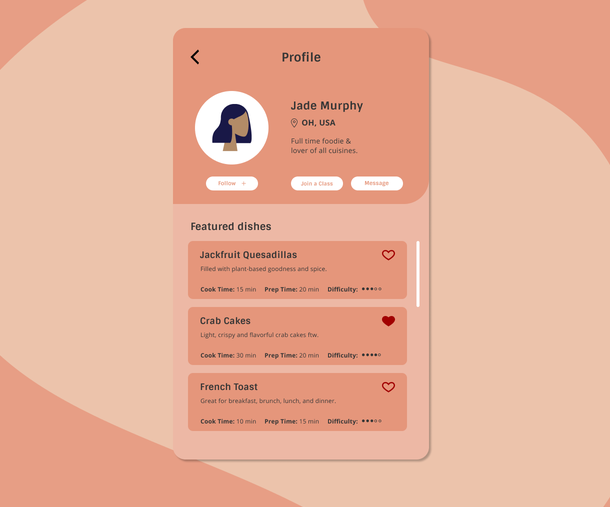 Profile
Jade Murphy
OH, USA
Full time foodie &
lover of all cuisines.
Follow +
Join a Class
Message
Featured dishes
Jackfruit Quesadillas
Filled with plant-based goodness and spice.
Cook Time: 15 min Prep Time: 20 min Difficulty:
Crab Cakes
Light, crispy and flavorful crab cakes ftw.
Cook Time: 30 min Prep Time: 20 min Difficulty:
French Toast
Great for breakfast, brunch, lunch, and dinner.
Cook Time: 10 min Prep Time: 15 min Difficulty: